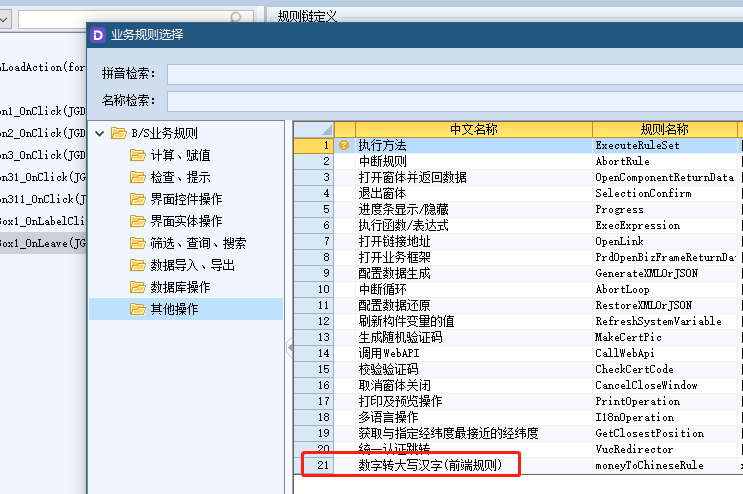 规则链定义
业务规则选择
nLoadAction(for
拼音检索:
名称检索:
on1_OnClick(JGD
on2_OnClick(JG
on3_OnClick(JG
on31_OnClick(J
on311_OnClick(
Box1_OnLabelCli
Box1_OnLeave(JG
B/S业务规则
计算、赋值
检查、提示
界面控件操作
界面实体操作
筛选、查询、搜索
数据导入、导出
数据库操作
其他操作
中文名称 规则名称
1 执行方法 ExecuteRuleSet
2 中断规则 AbortRule
3 打开窗体并返回数据 OpenComponentReturnData
4 退出窗体 SelectionConfirm
5 进度条显示/隐藏 Progress
6 执行函数/表达式 ExecExpression
7 打开链接地址 OpenLink
8 打开业务框架 PrdOpenBizFrameReturnDa
9 配置数据生成 GenerateXMLOrJSON
10 中断循环 AbortLoop
11 配置数据还原 RestoreXMLOrJSON
12 刷新构件变量的值 RefreshSystemVariable
13 生成随机验证码 MakeCertPic
14 调用WebAPI CallWebApi
15 校验验证码 CheckCertCode
16 取消窗体关闭 CancelCloseWindow
17 打印及预览操作 PrintOperation
18 多语言操作 I18nOperation
19 获取与指定经纬度最接近的经纬度 GetClosestPosition
20 统一认证跳转 VucRedirector
21 数字转大写汉字(前端规则) moneyToChineseRule